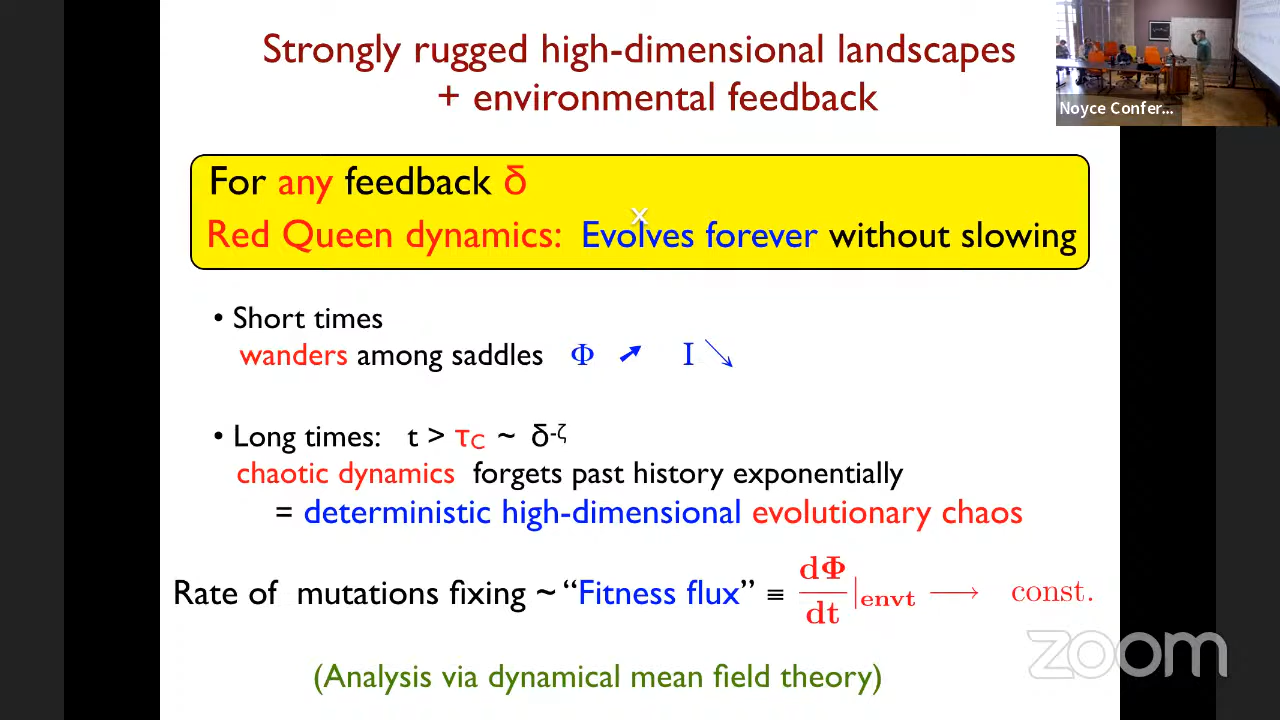 Strongly rugged high-dimensional landscapes
+ environmental feedback
Noyce Confer...
For any feedback δ
Red Queen dynamics: Evolves forever without slowing
• Short times
wanders among saddles Φ ➚ I ↘
• Long times: t > τC ~ δ^-ζ
chaotic dynamics forgets past history exponentially
= deterministic high-dimensional evolutionary chaos
Rate of mutations fixing ~ “Fitness flux” ≡ dΦ/dt |envt ⟶ const.
(Analysis via dynamical mean field theory)
zoom